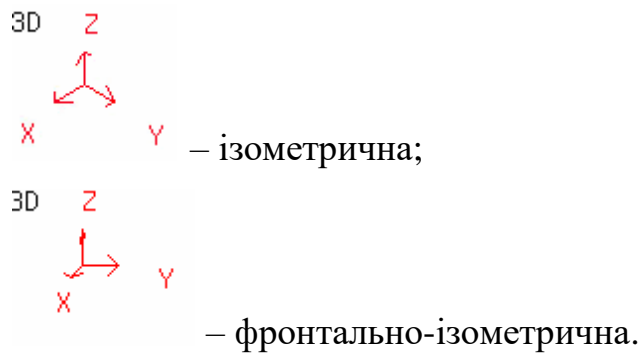 3D Z
X Y – ізометрична;
3D Z
Y
X – фронтально-ізометрична.